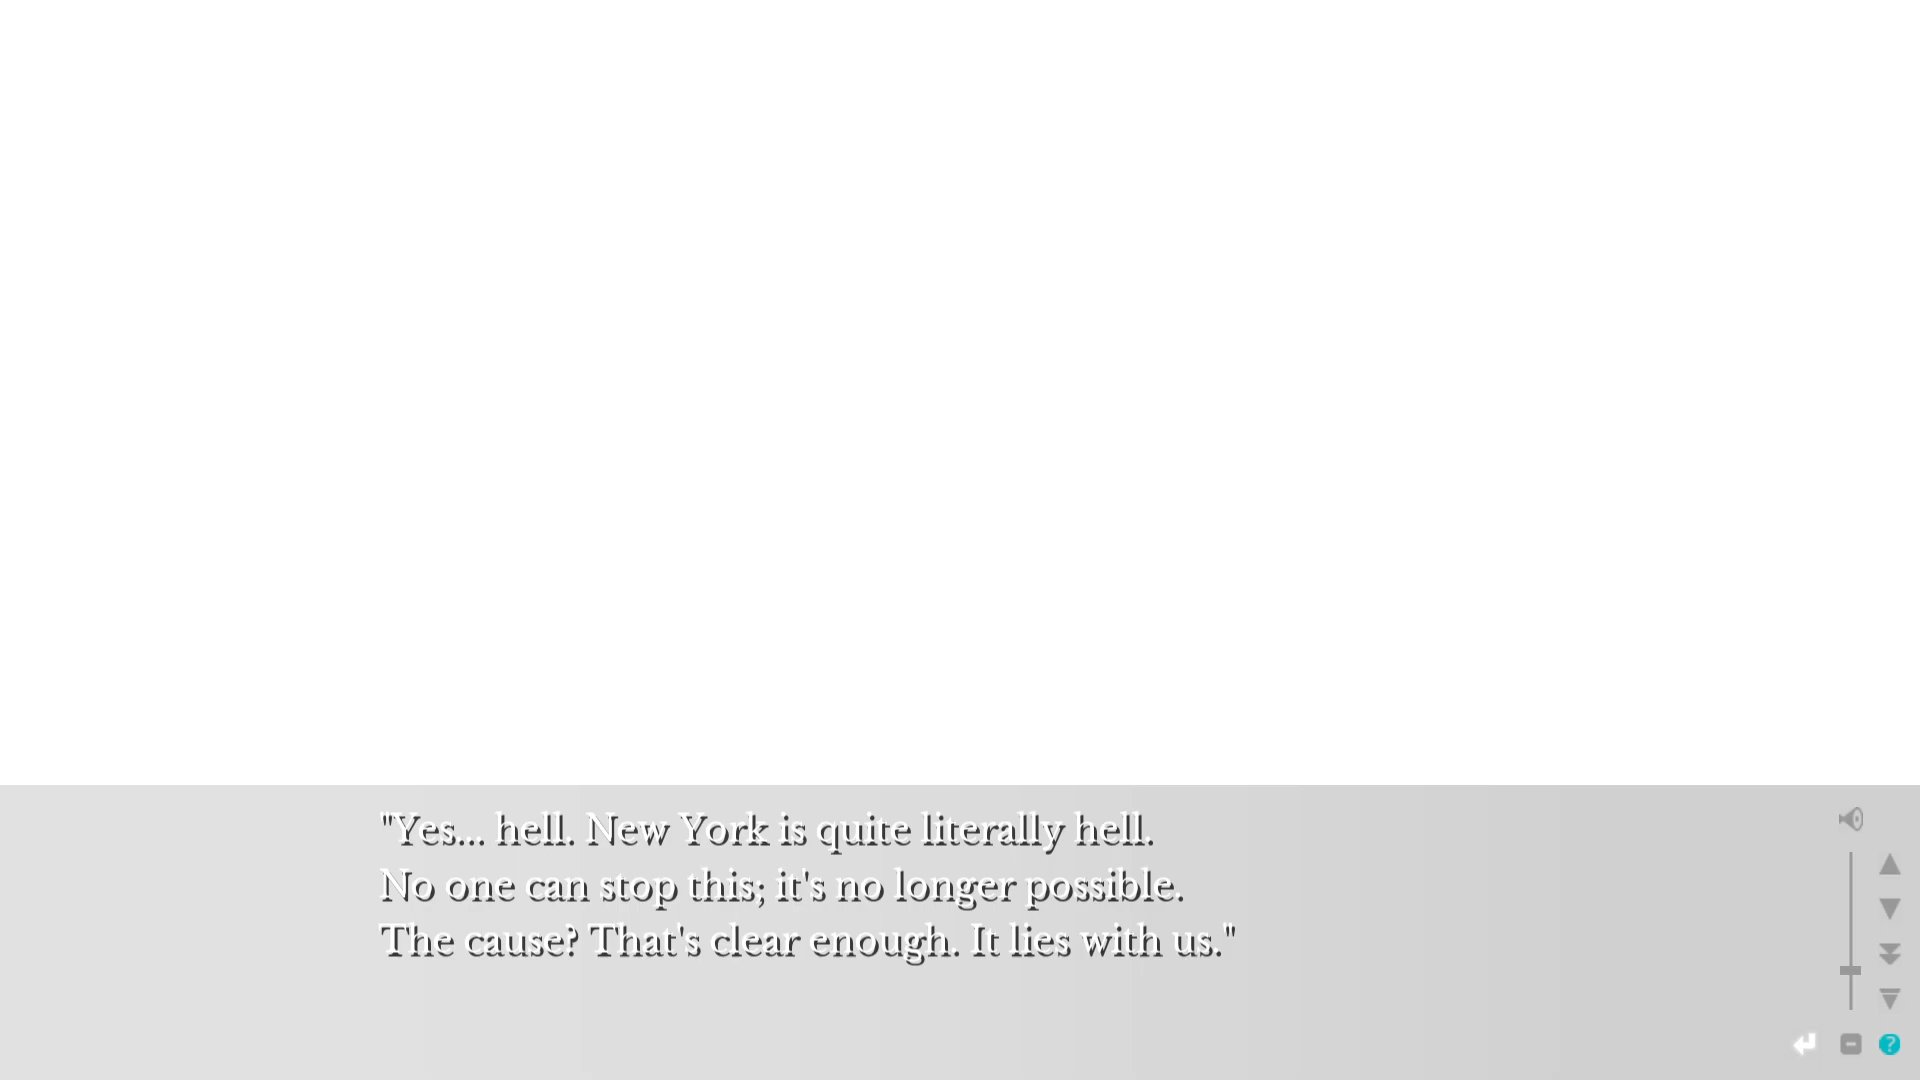 "Yes... hell. New York is quite literally hell.
No one can stop this; it's no longer possible.
The cause? That's clear enough. It lies with us."